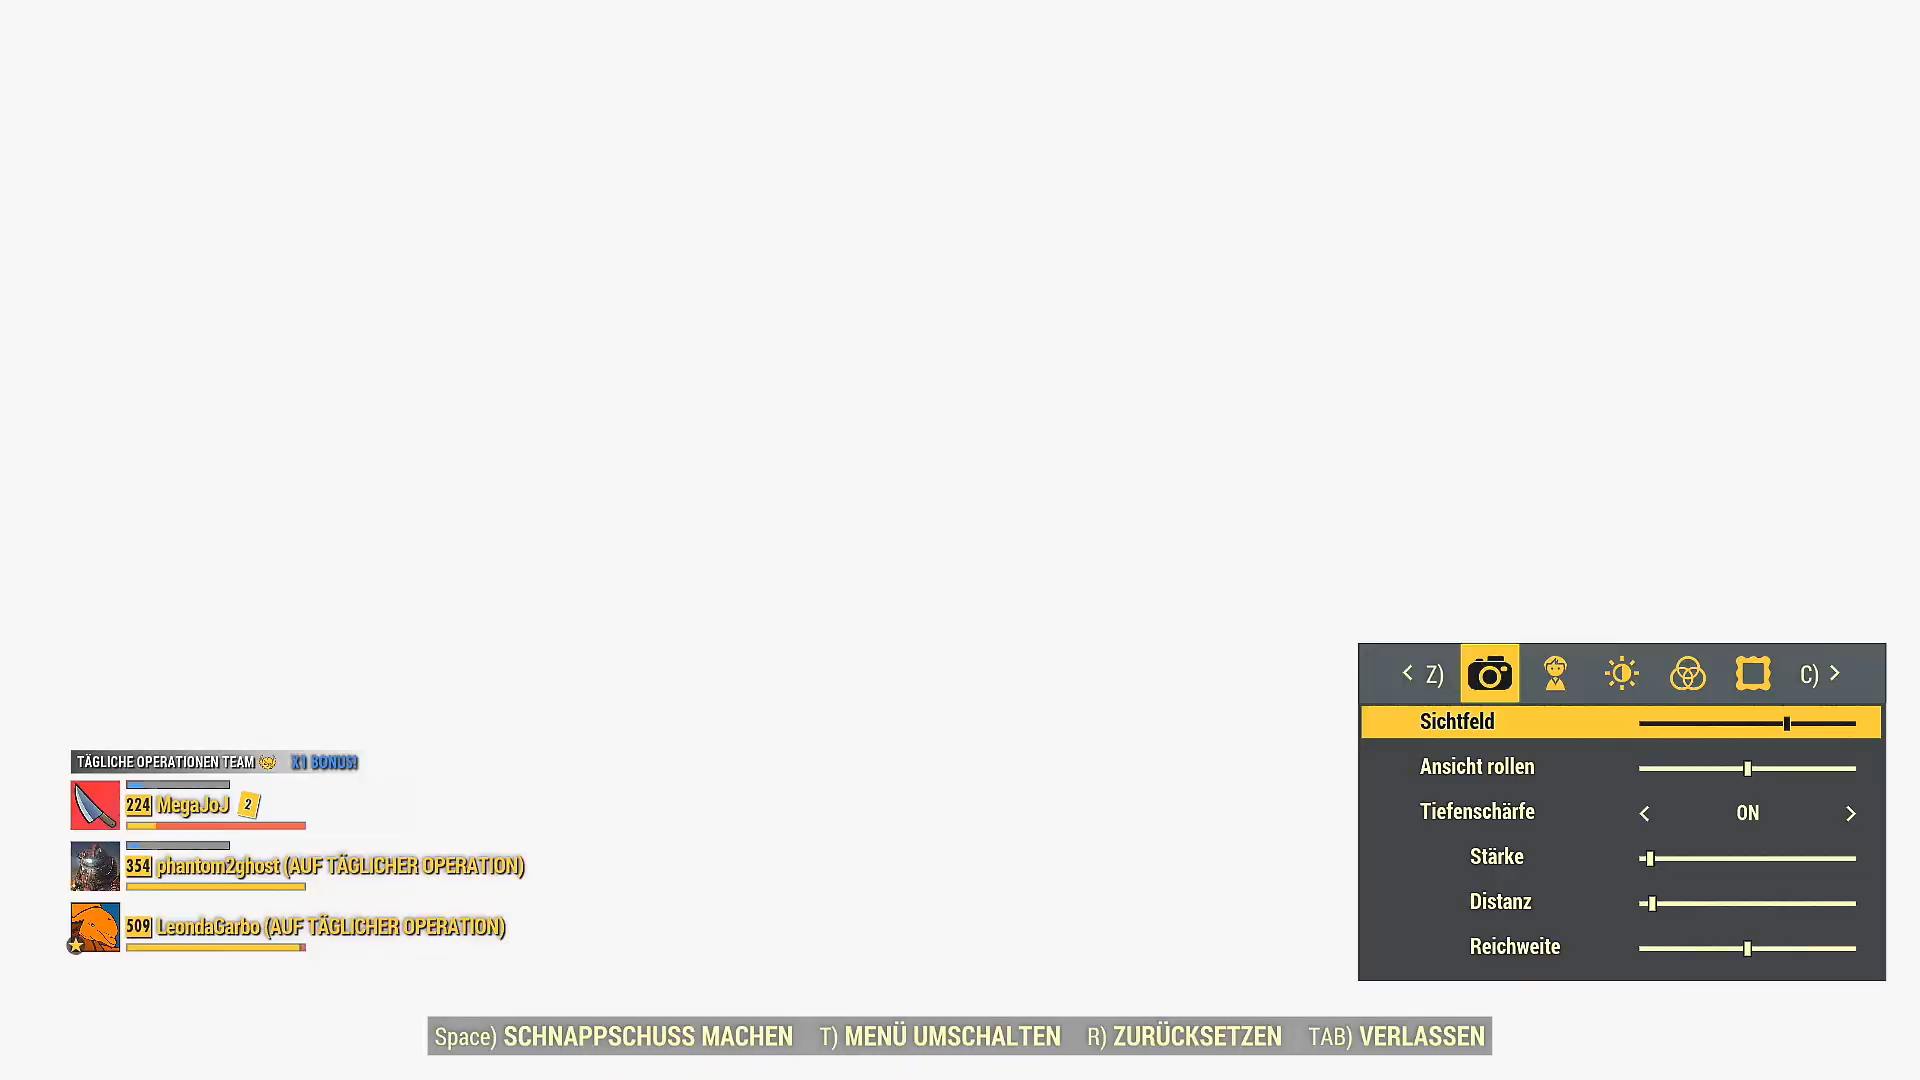 Z) C)
Sichtfeld
Ansicht rollen
Tiefenschärfe ON
Stärke
Distanz
Reichweite
TÄGLICHE OPERATIONEN TEAM X1 BONUS!
224 MegaJoJ 2
354 phantom2ghost (AUF TÄGLICHER OPERATION)
509 LeondaGarbo (AUF TÄGLICHER OPERATION)
Space) SCHNAPPSCHUSS MACHEN T) MENÜ UMSCHALTEN R) ZURÜCKSETZEN TAB) VERLASSEN